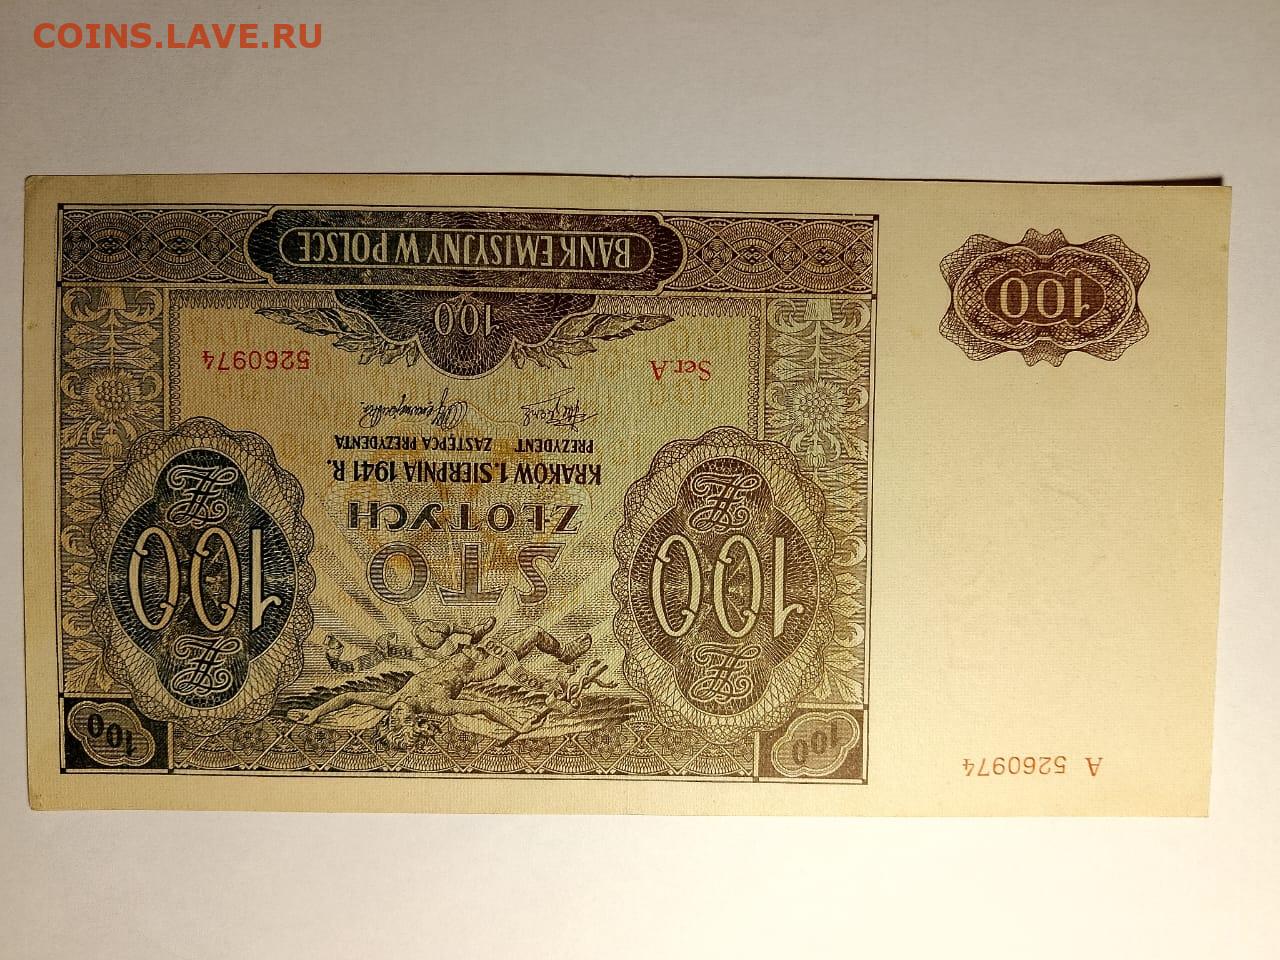 COINS.LAVE.RU
A 5260974
100 100
100
STO
100 100
ZŁOTYCH
KRAKÓW 1. SIERPNIA 1941 R.
PREZYDENT ZASTĘPCA PREZYDENTA
Ser. A 5260974
100
100
BANK EMISYJNY W POLSCE